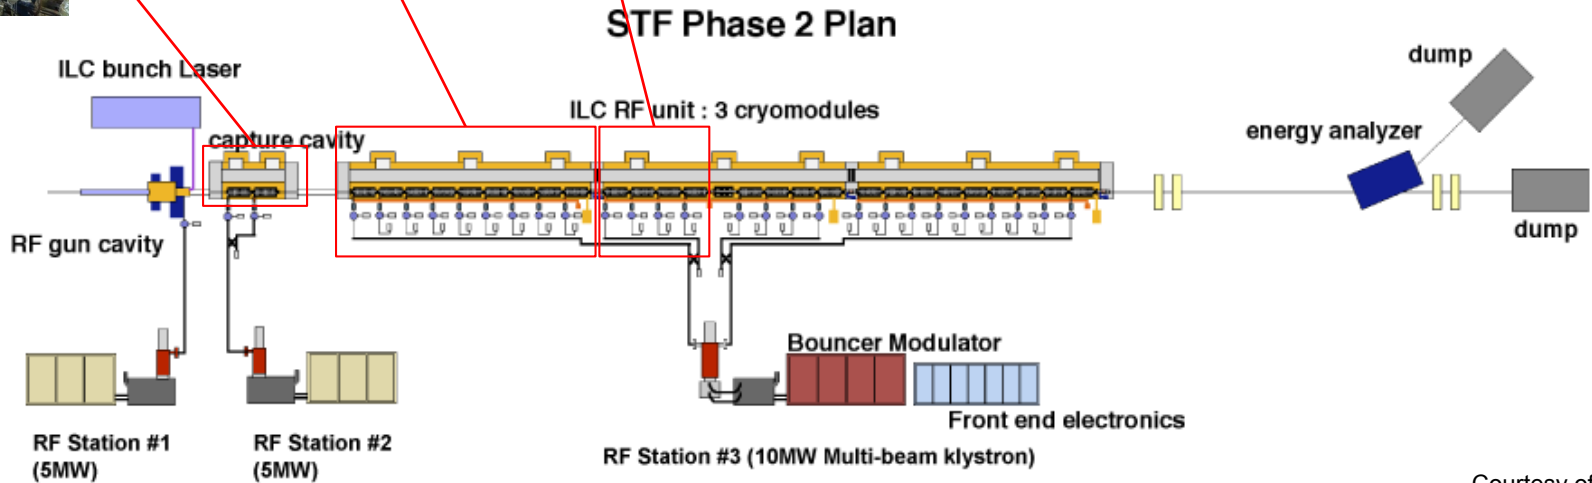 STF Phase 2 Plan
ILC bunch Laser
dump
ILC RF unit : 3 cryomodules
capture cavity
energy analyzer
RF gun cavity
dump
Bouncer Modulator
Front end electronics
RF Station #1
(5MW)
RF Station #2
(5MW)
RF Station #3 (10MW Multi-beam klystron)
Courtesy of